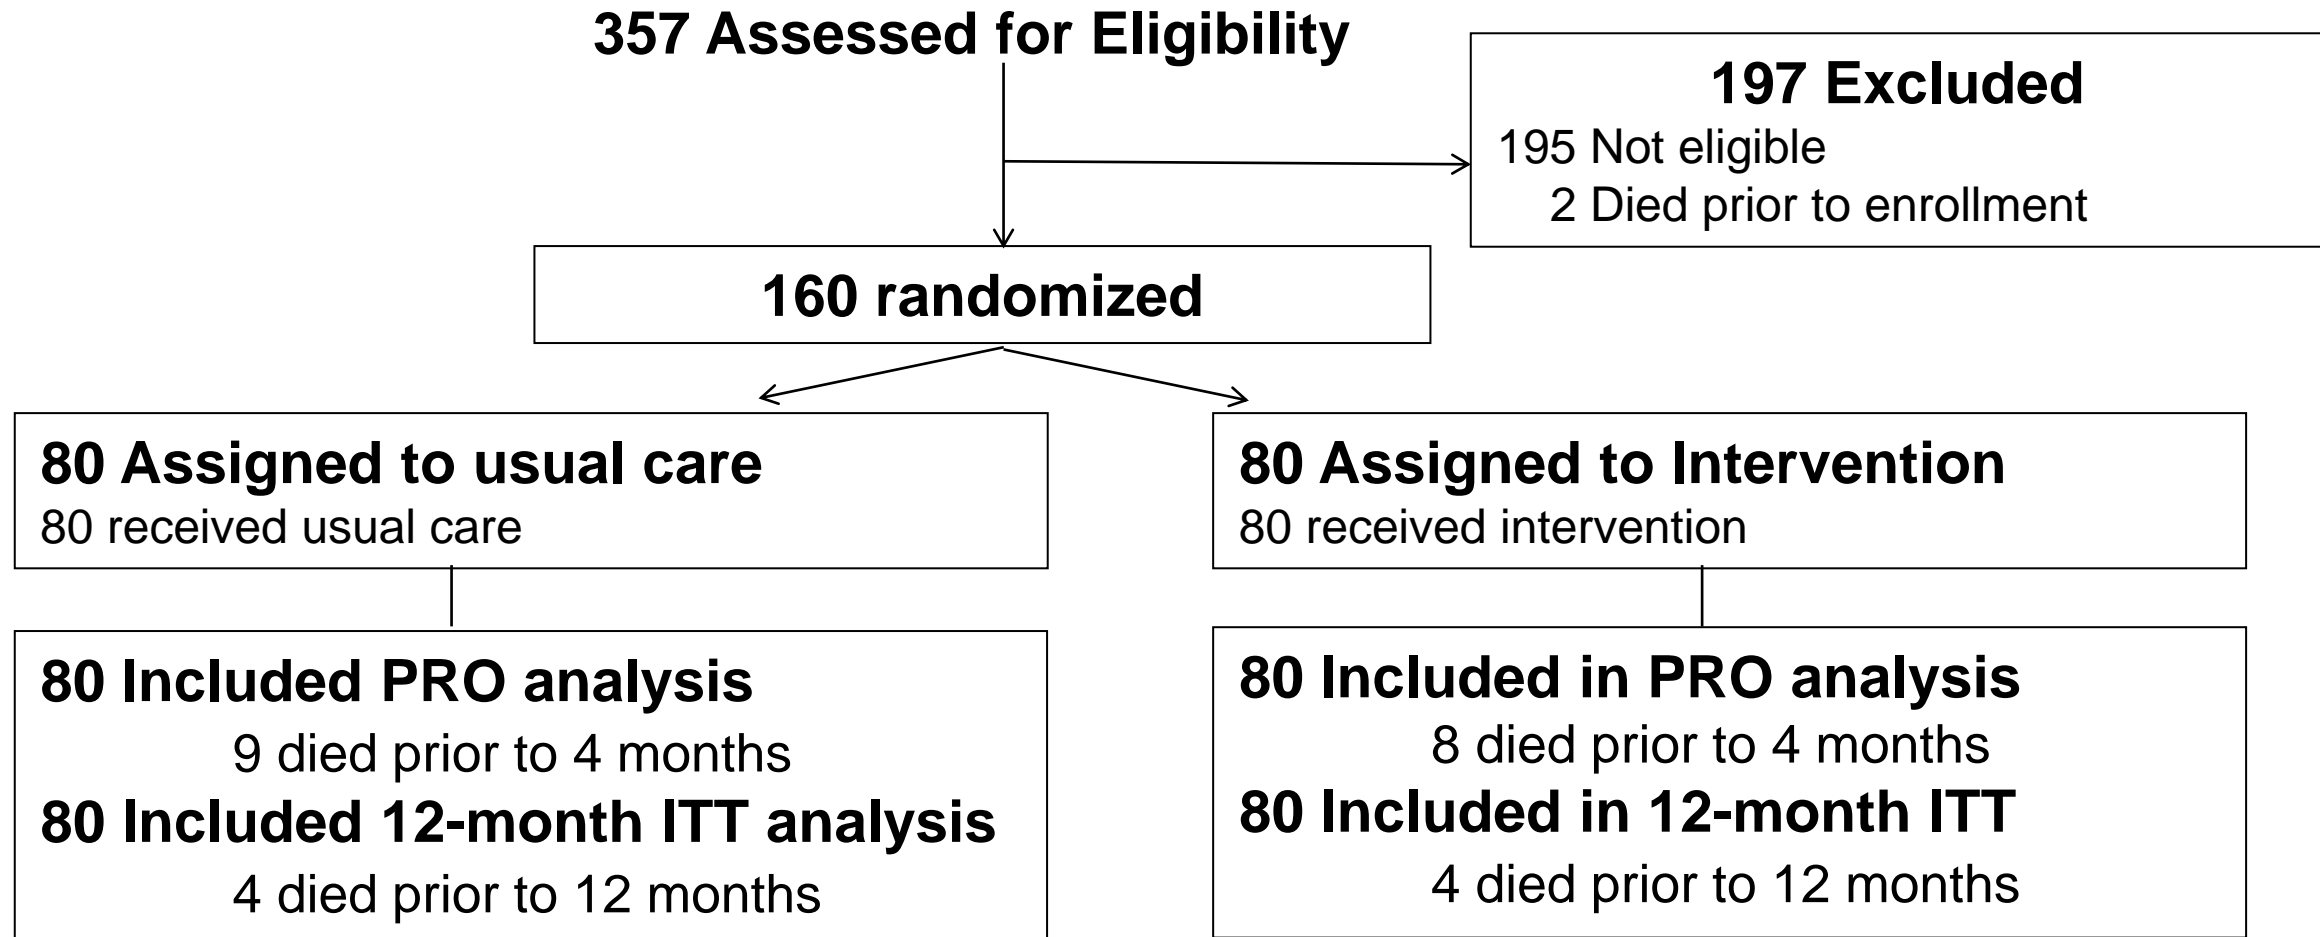 357 Assessed for Eligibility
197 Excluded
195 Not eligible
2 Died prior to enrollment
160 randomized
80 Assigned to usual care
80 received usual care
80 Assigned to Intervention
80 received intervention
80 Included PRO analysis
9 died prior to 4 months
80 Included 12-month ITT analysis
4 died prior to 12 months
80 Included in PRO analysis
8 died prior to 4 months
80 Included in 12-month ITT
4 died prior to 12 months